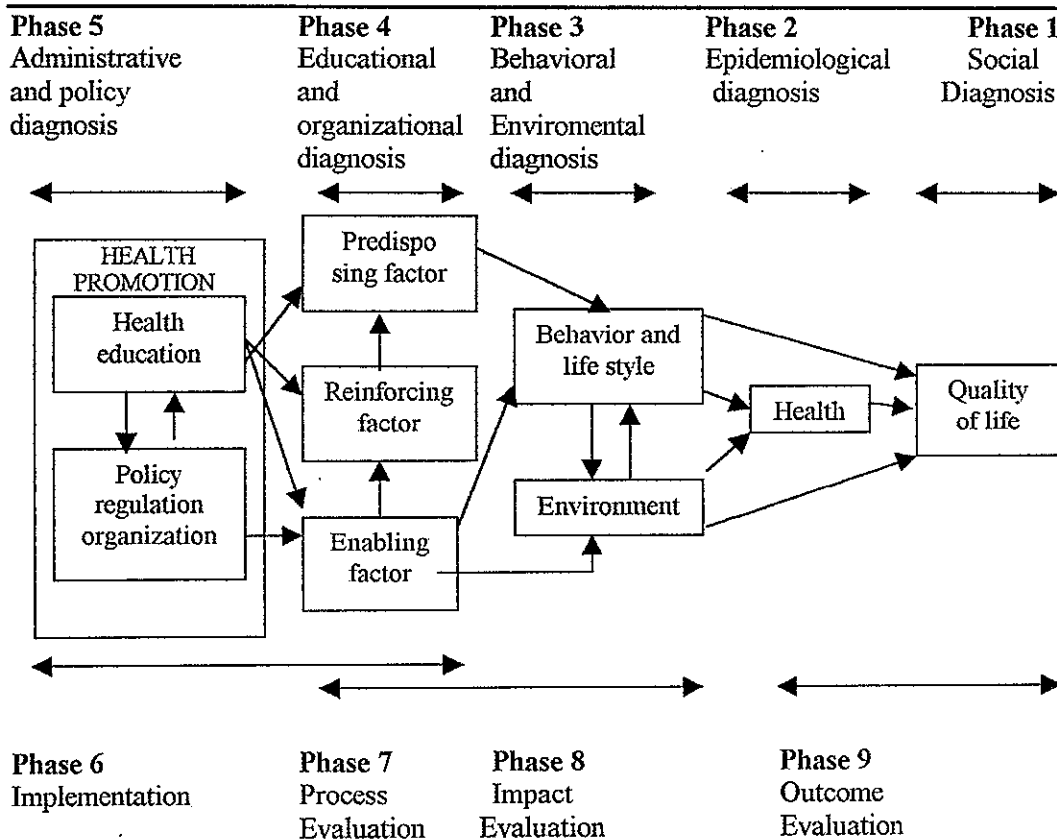 Phase 5
Administrative
and policy
diagnosis
Phase 4
Educational
and
organizational
diagnosis
Phase 3
Behavioral
and
Enviromental
diagnosis
Phase 2
Epidemiological
diagnosis
Phase 1
Social
Diagnosis
HEALTH
PROMOTION
Health
education
Policy
regulation
organization
Predispo
sing factor
Reinforcing
factor
Enabling
factor
Behavior and
life style
Environment
Health
Quality
of life
Phase 6
Implementation
Phase 7
Process
Evaluation
Phase 8
Impact
Evaluation
Phase 9
Outcome
Evaluation